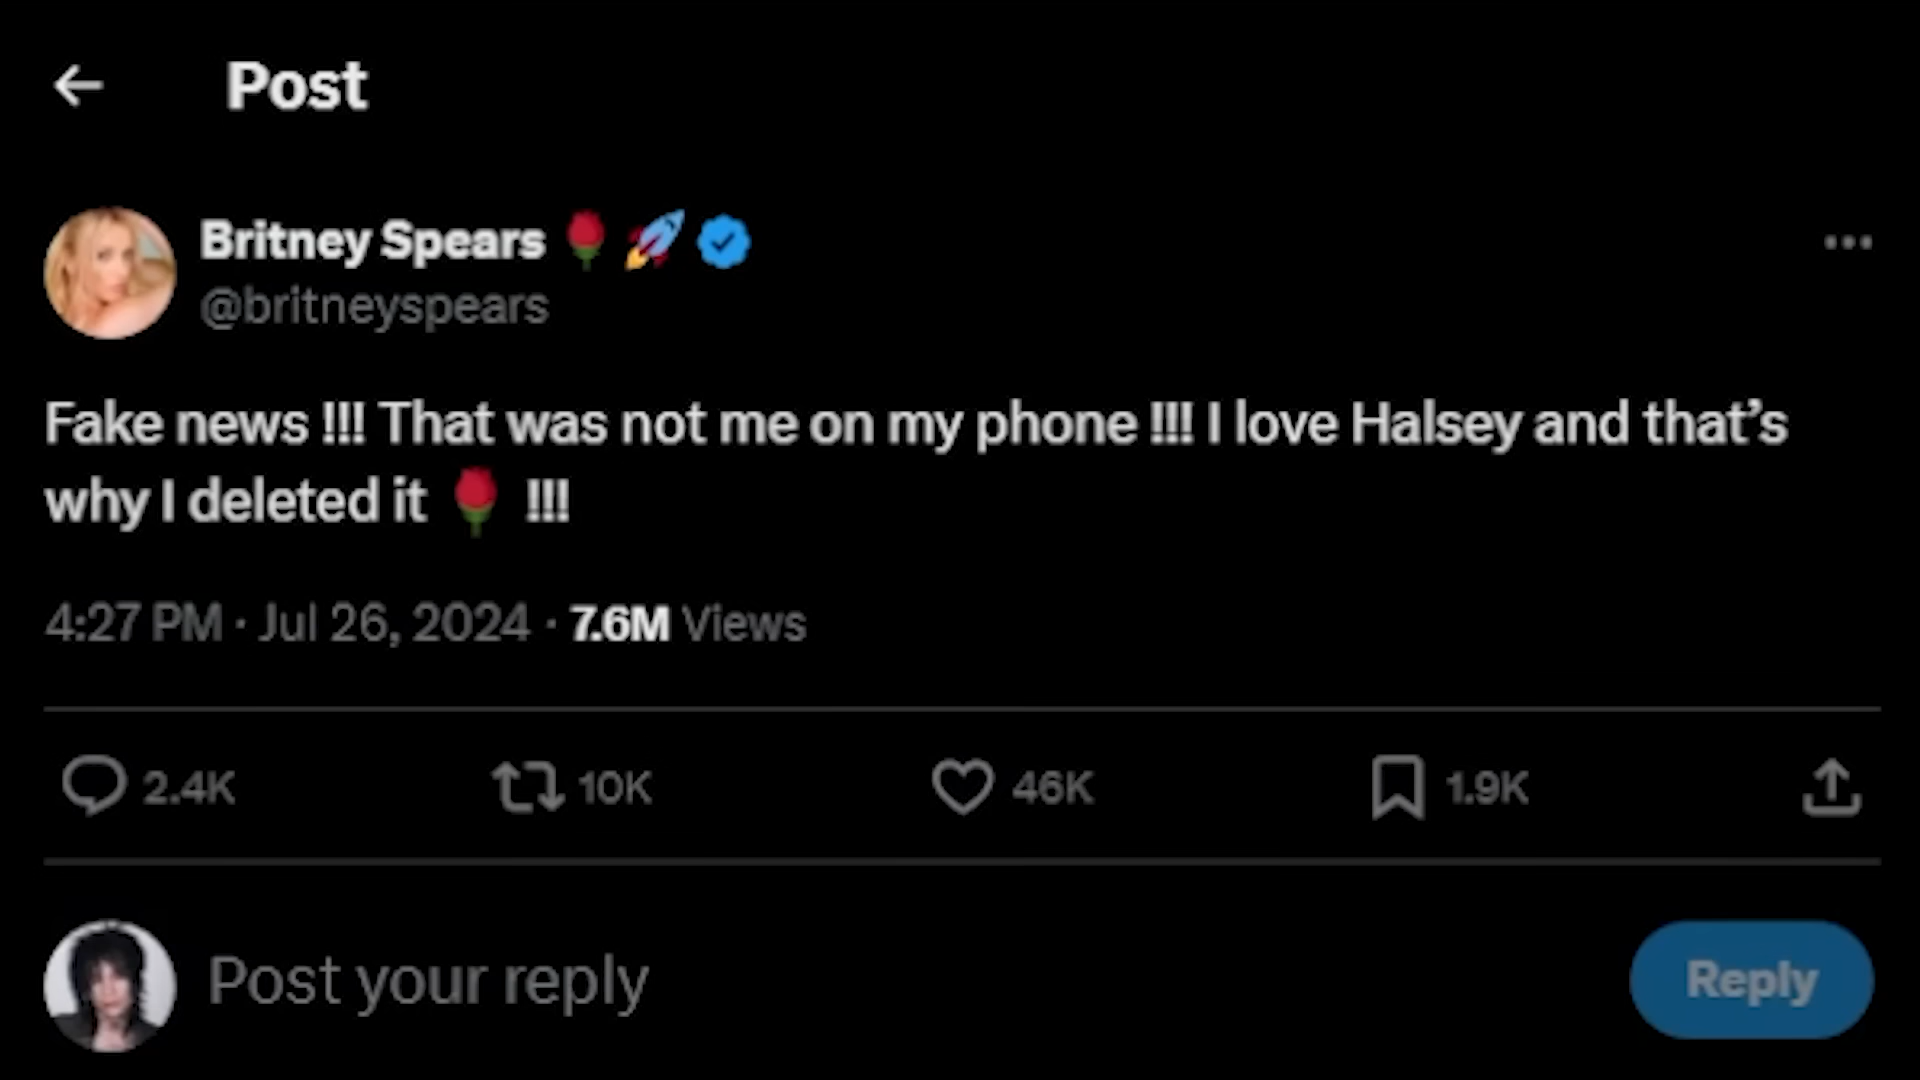 Post
Britney Spears 🌹🚀
@britneyspears
Fake news !!! That was not me on my phone !!! I love Halsey and that’s
why I deleted it 🌹 !!!
4:27 PM · Jul 26, 2024 · 7.6M Views
2.4K 10K 46K 1.9K
Post your reply Reply